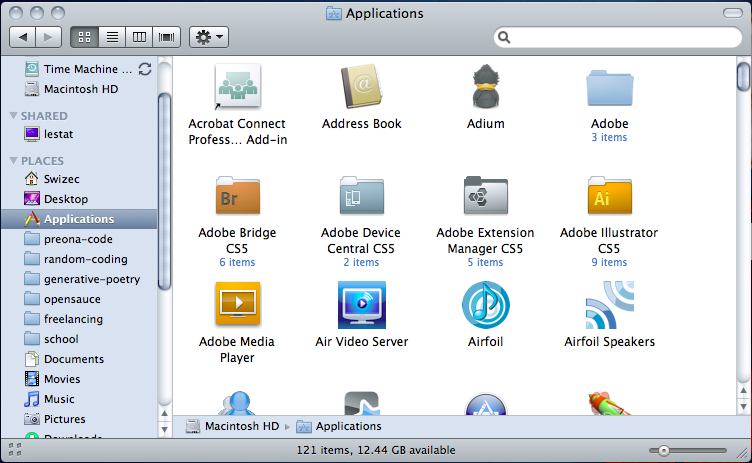 Applications
Time Machine ...
Macintosh HD
SHARED
lestat
PLACES
Swizec
Desktop
Applications
preona-code
random-coding
generative-poetry
opensauce
freelancing
school
Documents
Movies
Music
Pictures
Downloads
Acrobat Connect
Profess... Add-in
Address Book
Adium
Adobe
3 items
Br
Adobe Bridge
CS5
6 items
Adobe Device
Central CS5
2 items
Adobe Extension
Manager CS5
5 items
Ai
Adobe Illustrator
CS5
9 items
Adobe Media
Player
Air Video Server
Airfoil
Airfoil Speakers
Macintosh HD
Applications
121 items, 12.44 GB available